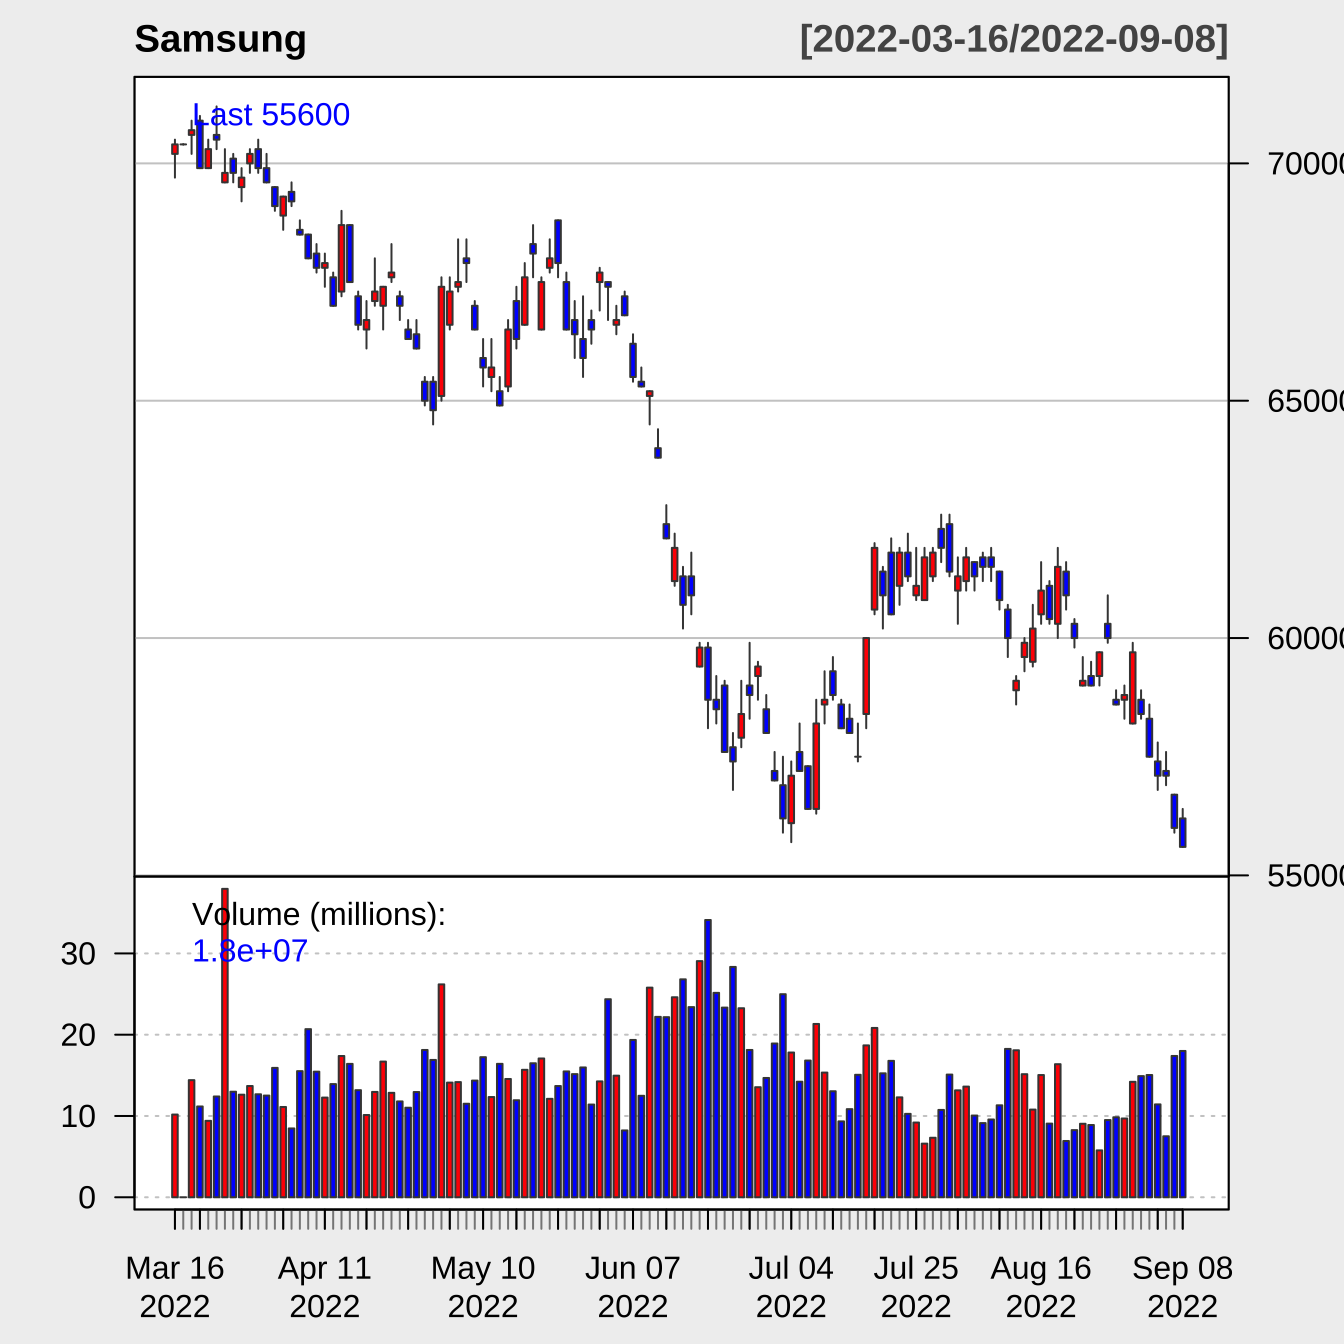 Samsung
[2022-03-16/2022-09-08]
Last 55600
70000
65000
60000
55000
Volume (millions):
1.8e+07
30
20
10
0
Mar 16 Apr 11 May 10 Jun 07 Jul 04 Jul 25 Aug 16 Sep 08
2022 2022 2022 2022 2022 2022 2022 2022